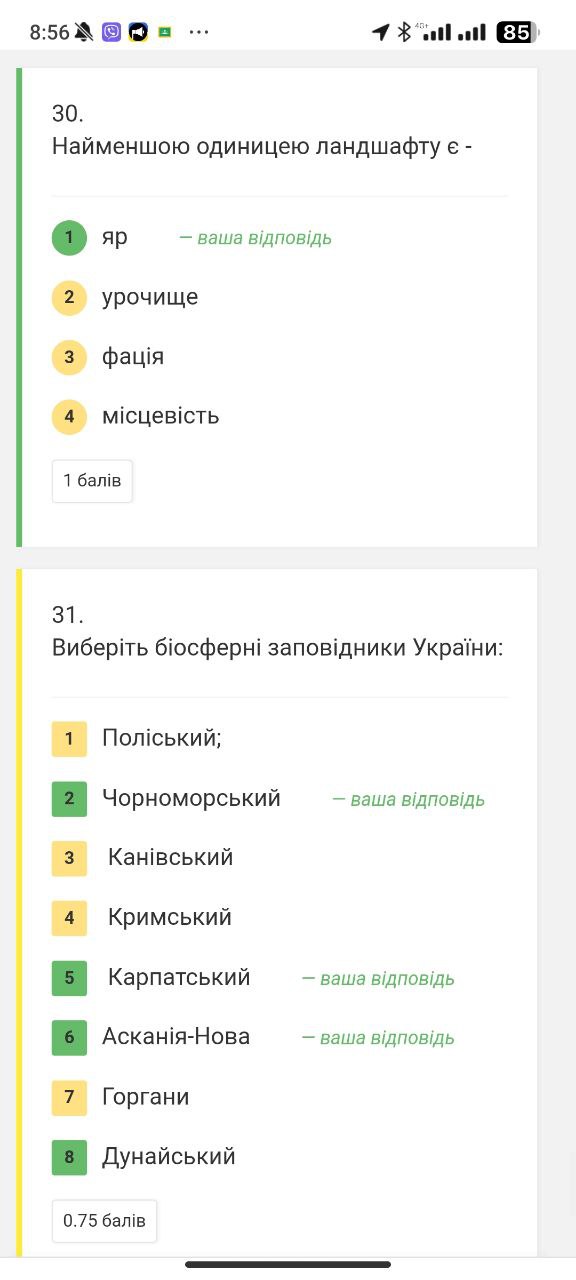 8:56
4G+
85
30.
Найменшою одиницею ландшафту є -
1 яр – ваша відповідь
2 урочище
3 фація
4 місцевість
1 балів
31.
Виберіть біосферні заповідники України:
1 Поліський;
2 Чорноморський – ваша відповідь
3 Канівський
4 Кримський
5 Карпатський – ваша відповідь
6 Асканія-Нова – ваша відповідь
7 Горгани
8 Дунайський
0.75 балів